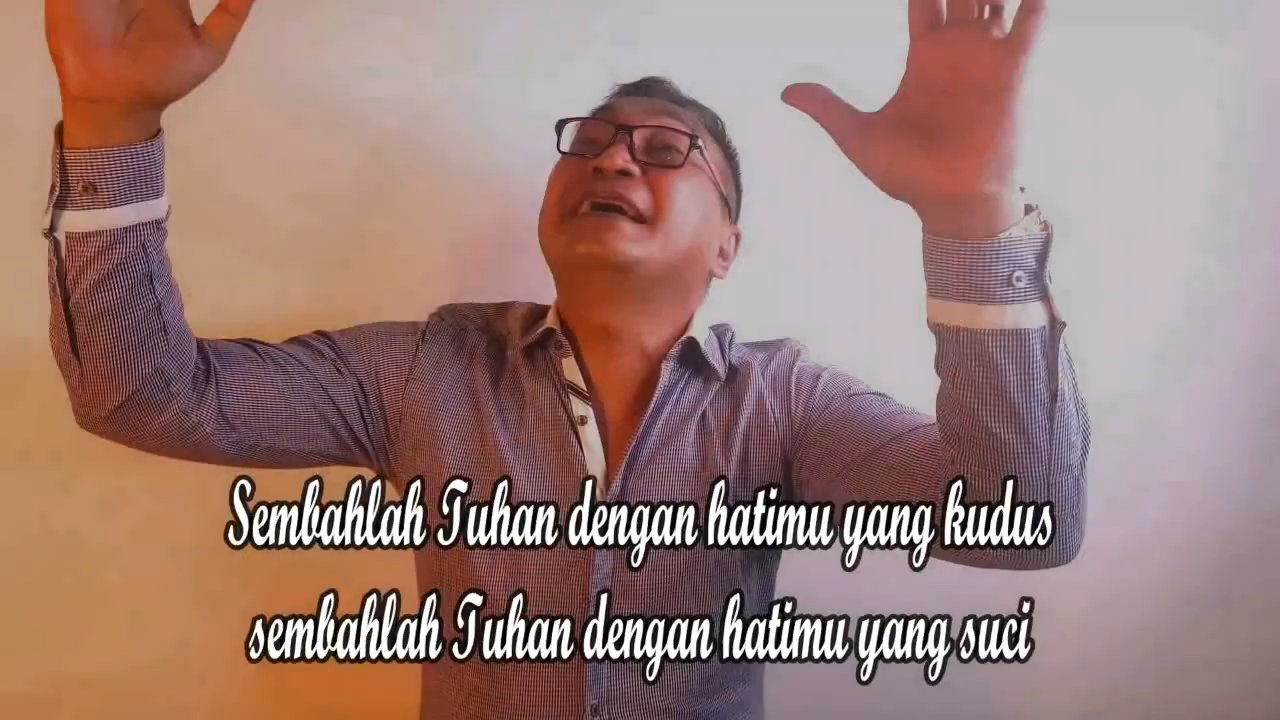 Sembahlah Tuhan dengan hatimu yang kudus
sembahlah Tuhan dengan hatimu yang suci